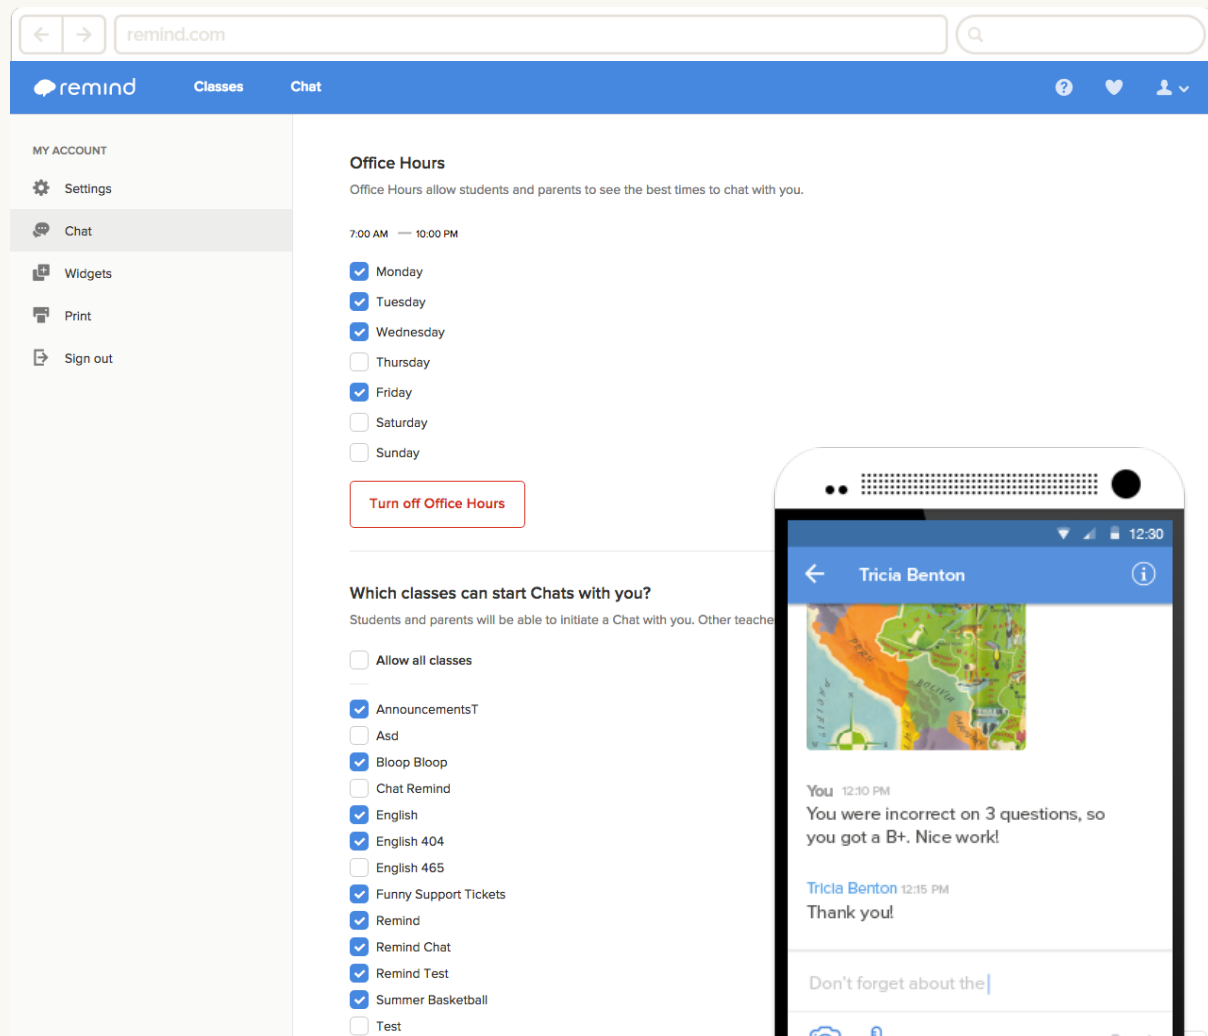 remind.com
remind
Classes
Chat
MY ACCOUNT
Settings
Chat
Widgets
Print
Sign out
Office Hours
Office Hours allow students and parents to see the best times to chat with you.
7:00 AM — 10:00 PM
Monday
Tuesday
Wednesday
Thursday
Friday
Saturday
Sunday
Turn off Office Hours
Which classes can start Chats with you?
Students and parents will be able to initiate a Chat with you. Other teache
Allow all classes
AnnouncementsT
Asd
Bloop Bloop
Chat Remind
English
English 404
English 465
Funny Support Tickets
Remind
Remind Chat
Remind Test
Summer Basketball
Test
12:30
Tricia Benton
PERU
BOLIVIA
You 12:10 PM
You were incorrect on 3 questions, so
you got a B+. Nice work!
Tricia Benton 12:15 PM
Thank you!
Don't forget about the